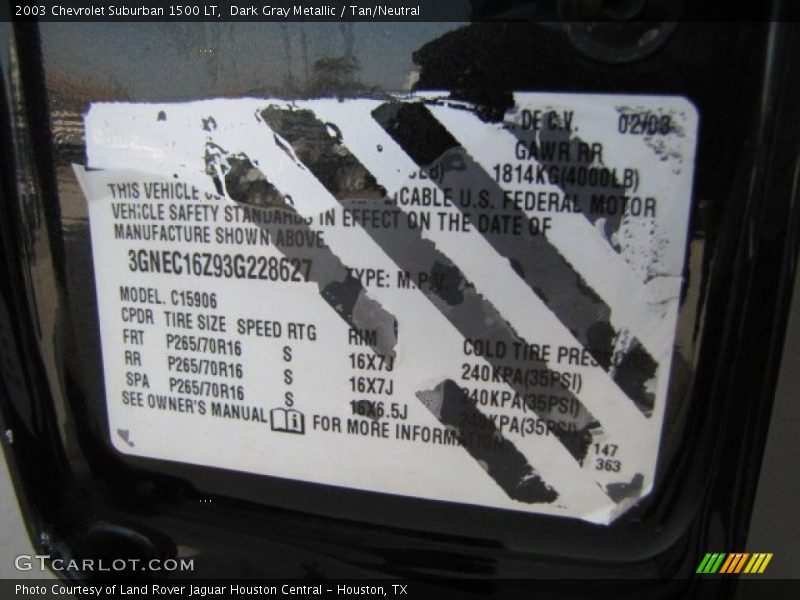 2003 Chevrolet Suburban 1500 LT, Dark Gray Metallic / Tan/Neutral
DE C.V. 02/03
GAWR RR
1814KG(4000LB)
THIS VEHICLE U.S. FEDERAL MOTOR
VEHICLE SAFETY STANDARDS IN EFFECT ON THE DATE OF
MANUFACTURE SHOWN ABOVE
3GNEC16Z93G228627 TYPE: M.P.V.
MODEL. C15906
CPDR TIRE SIZE SPEED RTG RIM COLD TIRE PRESSURE
FRT P265/70R16 S 16X7J 240KPA(35PSI)
RR P265/70R16 S 16X7J 240KPA(35PSI)
SPA P265/70R16 S 16X6.5J 240KPA(35PSI)
SEE OWNER'S MANUAL FOR MORE INFORMATION
147
363
GTCARLOT.COM
Photo Courtesy of Land Rover Jaguar Houston Central - Houston, TX